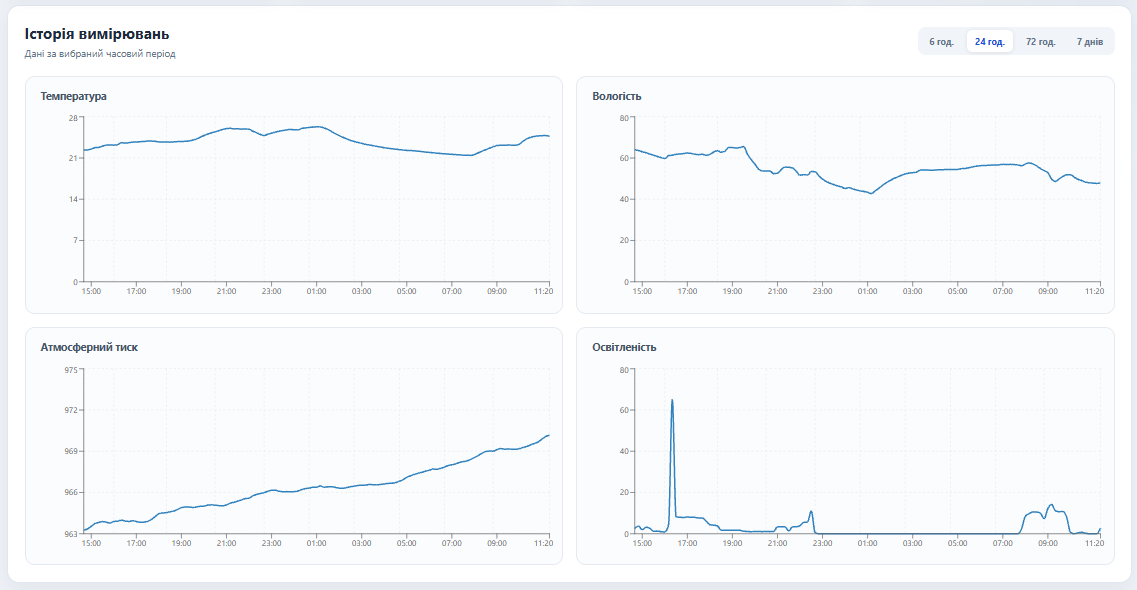 Історія вимірювань
Дані за вибраний часовий період
6 год. 24 год. 72 год. 7 днів
Температура
28
21
14
7
0
15:00 17:00 19:00 21:00 23:00 01:00 03:00 05:00 07:00 09:00 11:20
Вологість
80
60
40
20
0
15:00 17:00 19:00 21:00 23:00 01:00 03:00 05:00 07:00 09:00 11:20
Атмосферний тиск
975
972
969
966
963
15:00 17:00 19:00 21:00 23:00 01:00 03:00 05:00 07:00 09:00 11:20
Освітленість
80
60
40
20
0
15:00 17:00 19:00 21:00 23:00 01:00 03:00 05:00 07:00 09:00 11:20